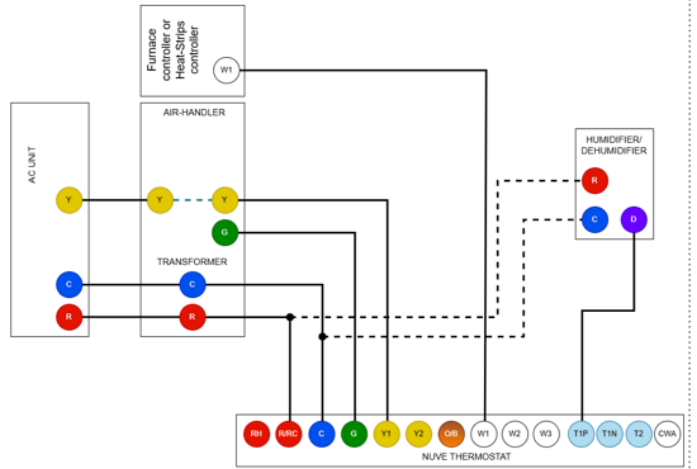 Furnace
controller or
Heat-Strips
controller
W1
AIR-HANDLER
AC UNIT
HUMIDIFIER/
DEHUMIDIFIER
R
Y
Y
Y
C
D
G
TRANSFORMER
C
C
R
R
RH
R/RC
C
G
Y1
Y2
O/B
W1
W2
W3
T1P
T1N
T2
CWA
NUVE THERMOSTAT